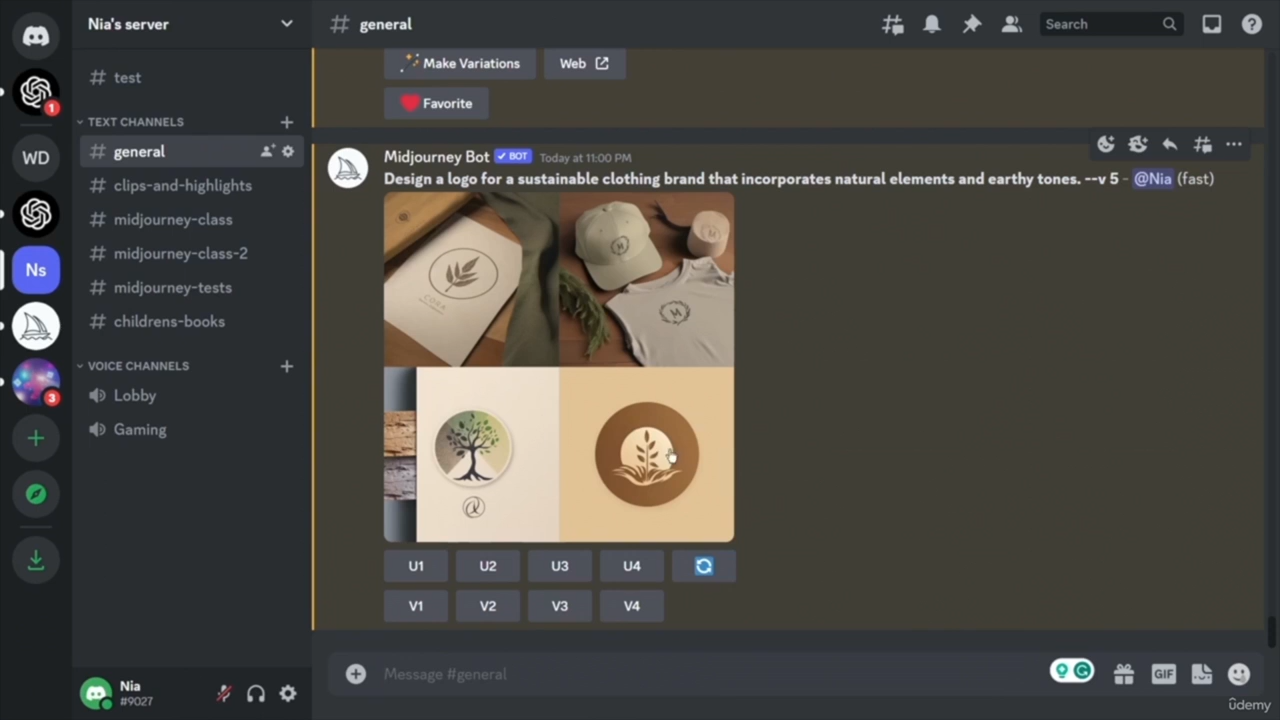 Nia's server
general
Search
test
TEXT CHANNELS
general
clips-and-highlights
midjourney-class
midjourney-class-2
midjourney-tests
childrens-books
VOICE CHANNELS
Lobby
Gaming
1
WD
Ns
3
Nia
#9027
Make Variations
Web
Favorite
Midjourney Bot BOT Today at 11:00 PM
Design a logo for a sustainable clothing brand that incorporates natural elements and earthy tones. --v 5 - @Nia (fast)
M
M
U1 U2 U3 U4
V1 V2 V3 V4
Message #general
GIF
ûdemy